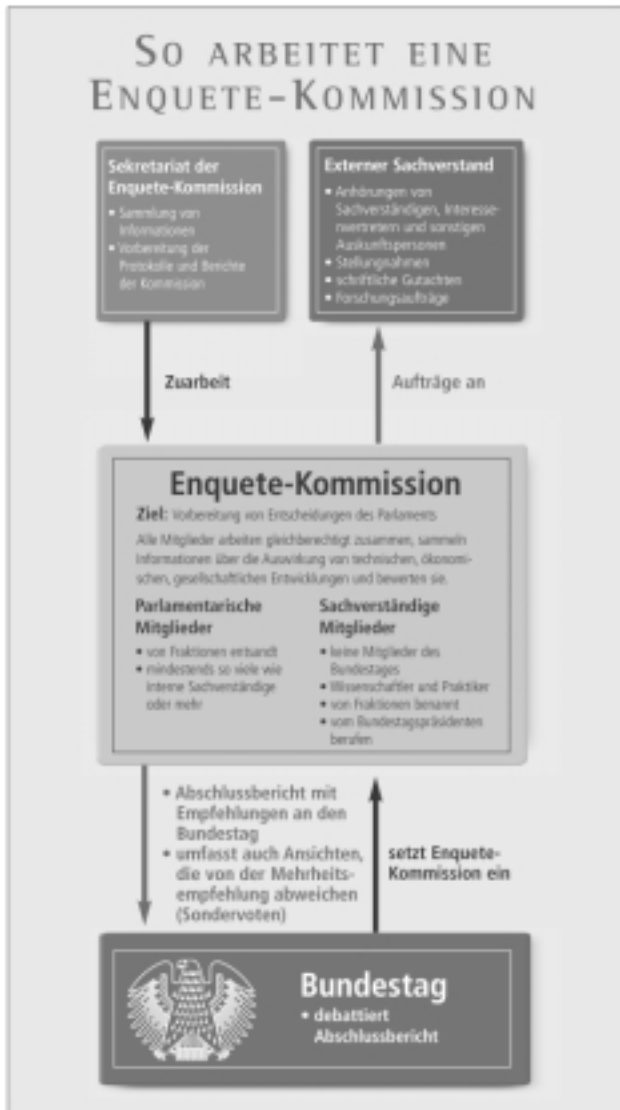 SO ARBEITET EINE
ENQUETE-KOMMISSION
Sekretariat der
Enquete-Kommission
• Sammlung von
Informationen
• Vorbereitung der
Protokolle und Berichte
der Kommission
Externer Sachverstand
• Anhörungen von
Sachverständigen, Interesse-
nvertretern und sonstigen
Auskunftspersonen
• Stellungnahmen
• schriftliche Gutachten
• Forschungsaufträge
Zuarbeit
Aufträge an
Enquete-Kommission
Ziel: Vorbereitung von Entscheidungen des Parlaments
Alle Mitglieder arbeiten gleichberechtigt zusammen, sammeln
Informationen über die Auswirkung von technischen, ökonomi-
schen, gesellschaftlichen Entwicklungen und bewerten sie.
Parlamentarische
Mitglieder
• von Fraktionen entsandt
• mindestens so viele wie
interne Sachverständige
oder mehr
Sachverständige
Mitglieder
• keine Mitglieder des
Bundestages
• Wissenschaftler und Praktiker
• von Fraktionen benannt
• vom Bundestagspräsidenten
berufen
• Abschlussbericht mit
Empfehlungen an den
Bundestag
• umfasst auch Ansichten,
die von der Mehrheits-
empfehlung abweichen
(Sondervoten)
setzt Enquete-
Kommission ein
Bundestag
• debattiert
Abschlussbericht